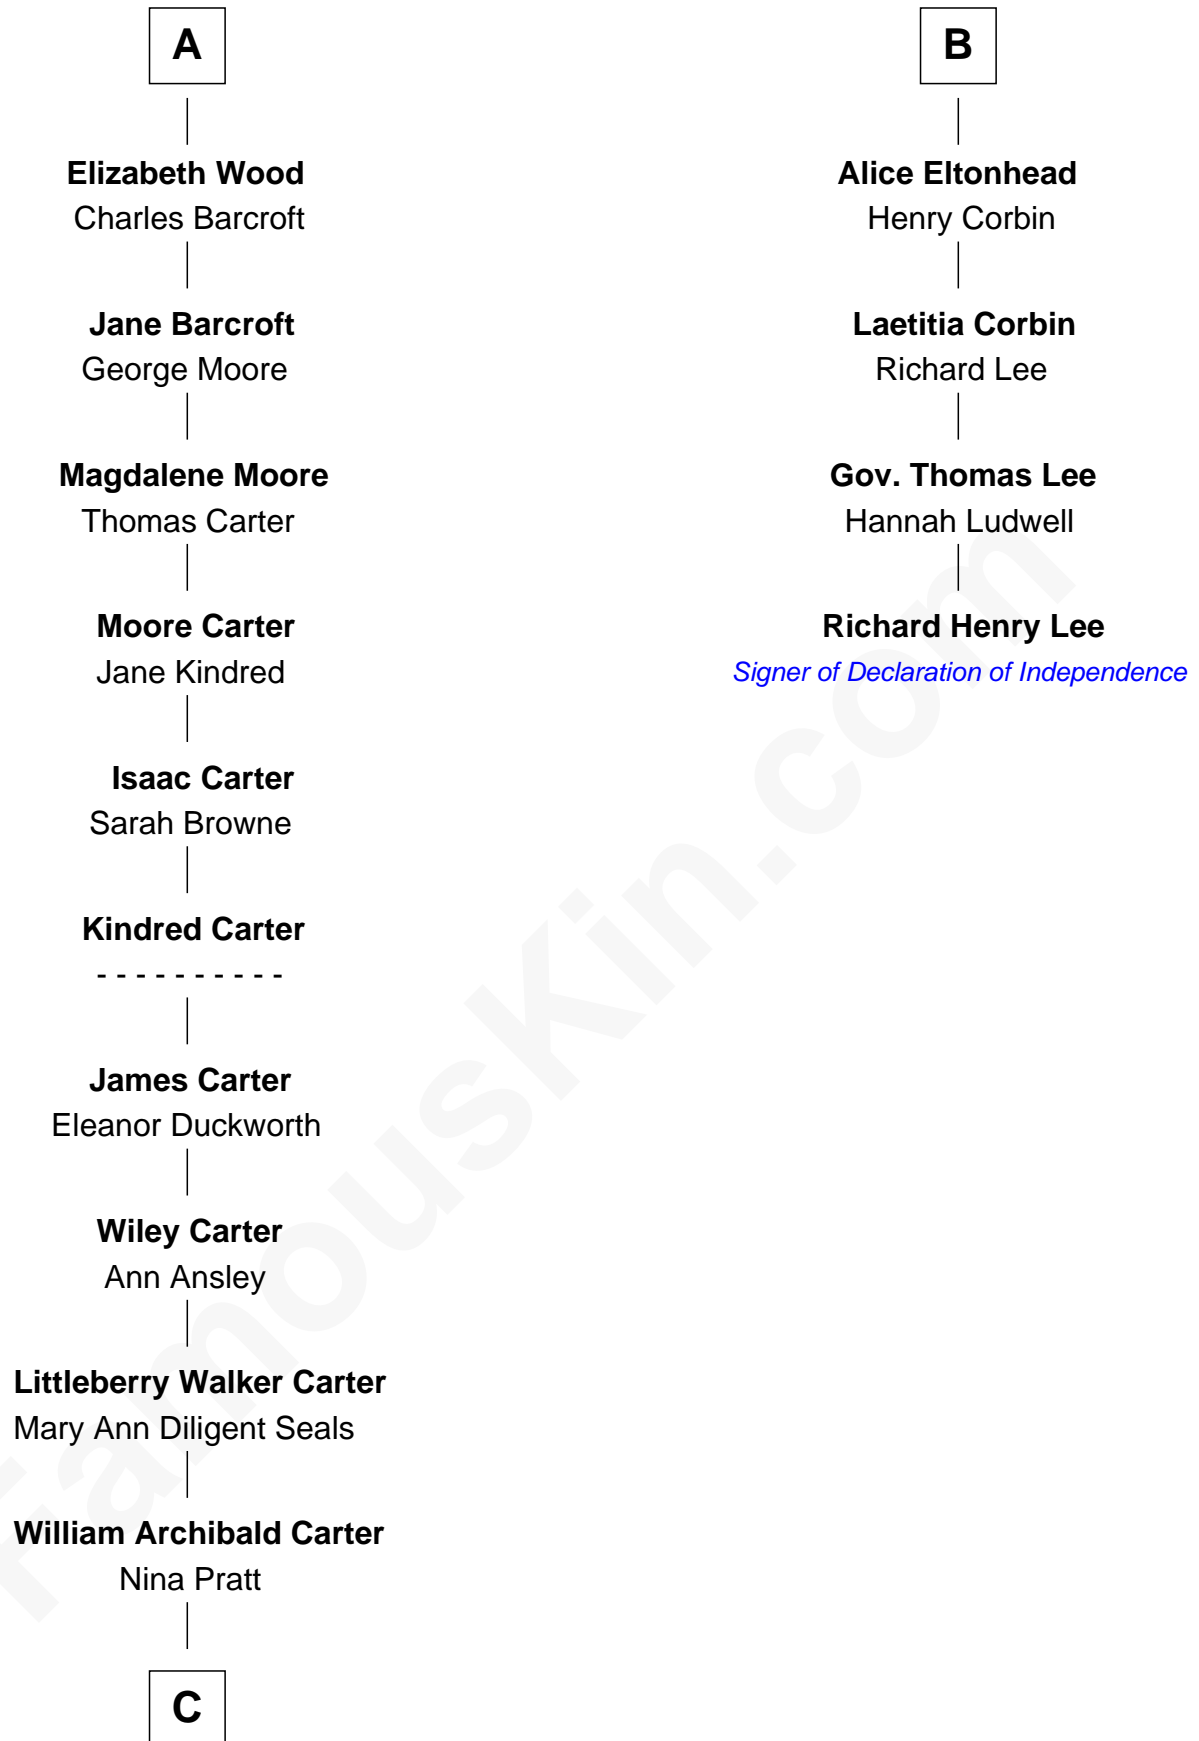 A
Elizabeth Wood
Charles Barcroft
Jane Barcroft
George Moore
Magdalene Moore
Thomas Carter
Moore Carter
Jane Kindred
Isaac Carter
Sarah Browne
Kindred Carter
- - - - - - - - - -
James Carter
Eleanor Duckworth
Wiley Carter
Ann Ansley
Littleberry Walker Carter
Mary Ann Diligent Seals
William Archibald Carter
Nina Pratt
C
B
Alice Eltonhead
Henry Corbin
Laetitia Corbin
Richard Lee
Gov. Thomas Lee
Hannah Ludwell
Richard Henry Lee
Signer of Declaration of Independence
FamousKin.com